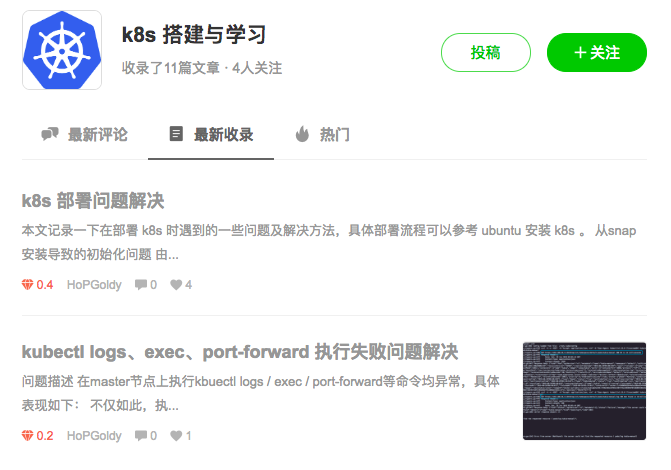 k8s 搭建与学习
收录了11篇文章 · 4人关注
投稿
+ 关注
最新评论
最新收录
热门
k8s 部署问题解决
本文记录一下在部署 k8s 时遇到的一些问题及解决方法，具体部署流程可以参考 ubuntu 安装 k8s 。 从snap
安装导致的初始化问题 由...
0.4 HoPGoldy 0 4
kubectl logs、exec、port-forward 执行失败问题解决
问题描述 在master节点上执行kbuectl logs / exec / port-forward等命令均异常，具体
表现如下： 不仅如此，执...
0.2 HoPGoldy 0 1